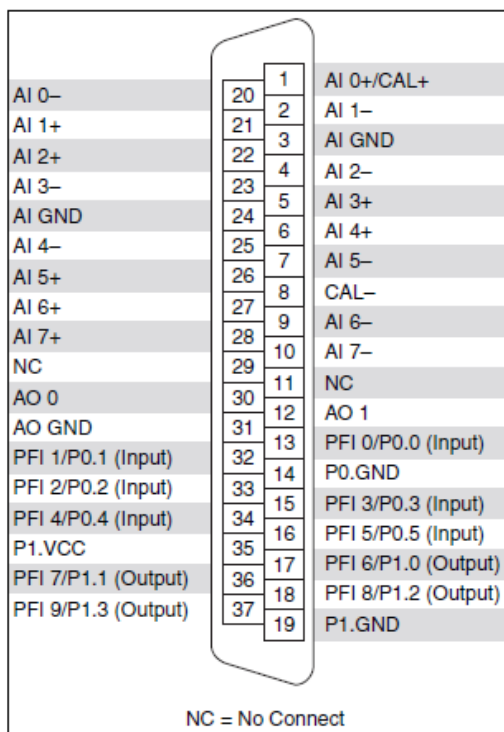 1 AI 0+/CAL+
AI 0– 20
2 AI 1–
AI 1+ 21
3 AI GND
AI 2+ 22
4 AI 2–
AI 3– 23
5 AI 3+
AI GND 24
6 AI 4+
AI 4– 25
7 AI 5–
AI 5+ 26
8 CAL–
AI 6+ 27
9 AI 6–
AI 7+ 28
10 AI 7–
NC 29
11 NC
AO 0 30
12 AO 1
AO GND 31
13 PFI 0/P0.0 (Input)
PFI 1/P0.1 (Input) 32
14 P0.GND
PFI 2/P0.2 (Input) 33
15 PFI 3/P0.3 (Input)
PFI 4/P0.4 (Input) 34
16 PFI 5/P0.5 (Input)
P1.VCC 35
17 PFI 6/P1.0 (Output)
PFI 7/P1.1 (Output) 36
18 PFI 8/P1.2 (Output)
PFI 9/P1.3 (Output) 37
19 P1.GND
NC = No Connect